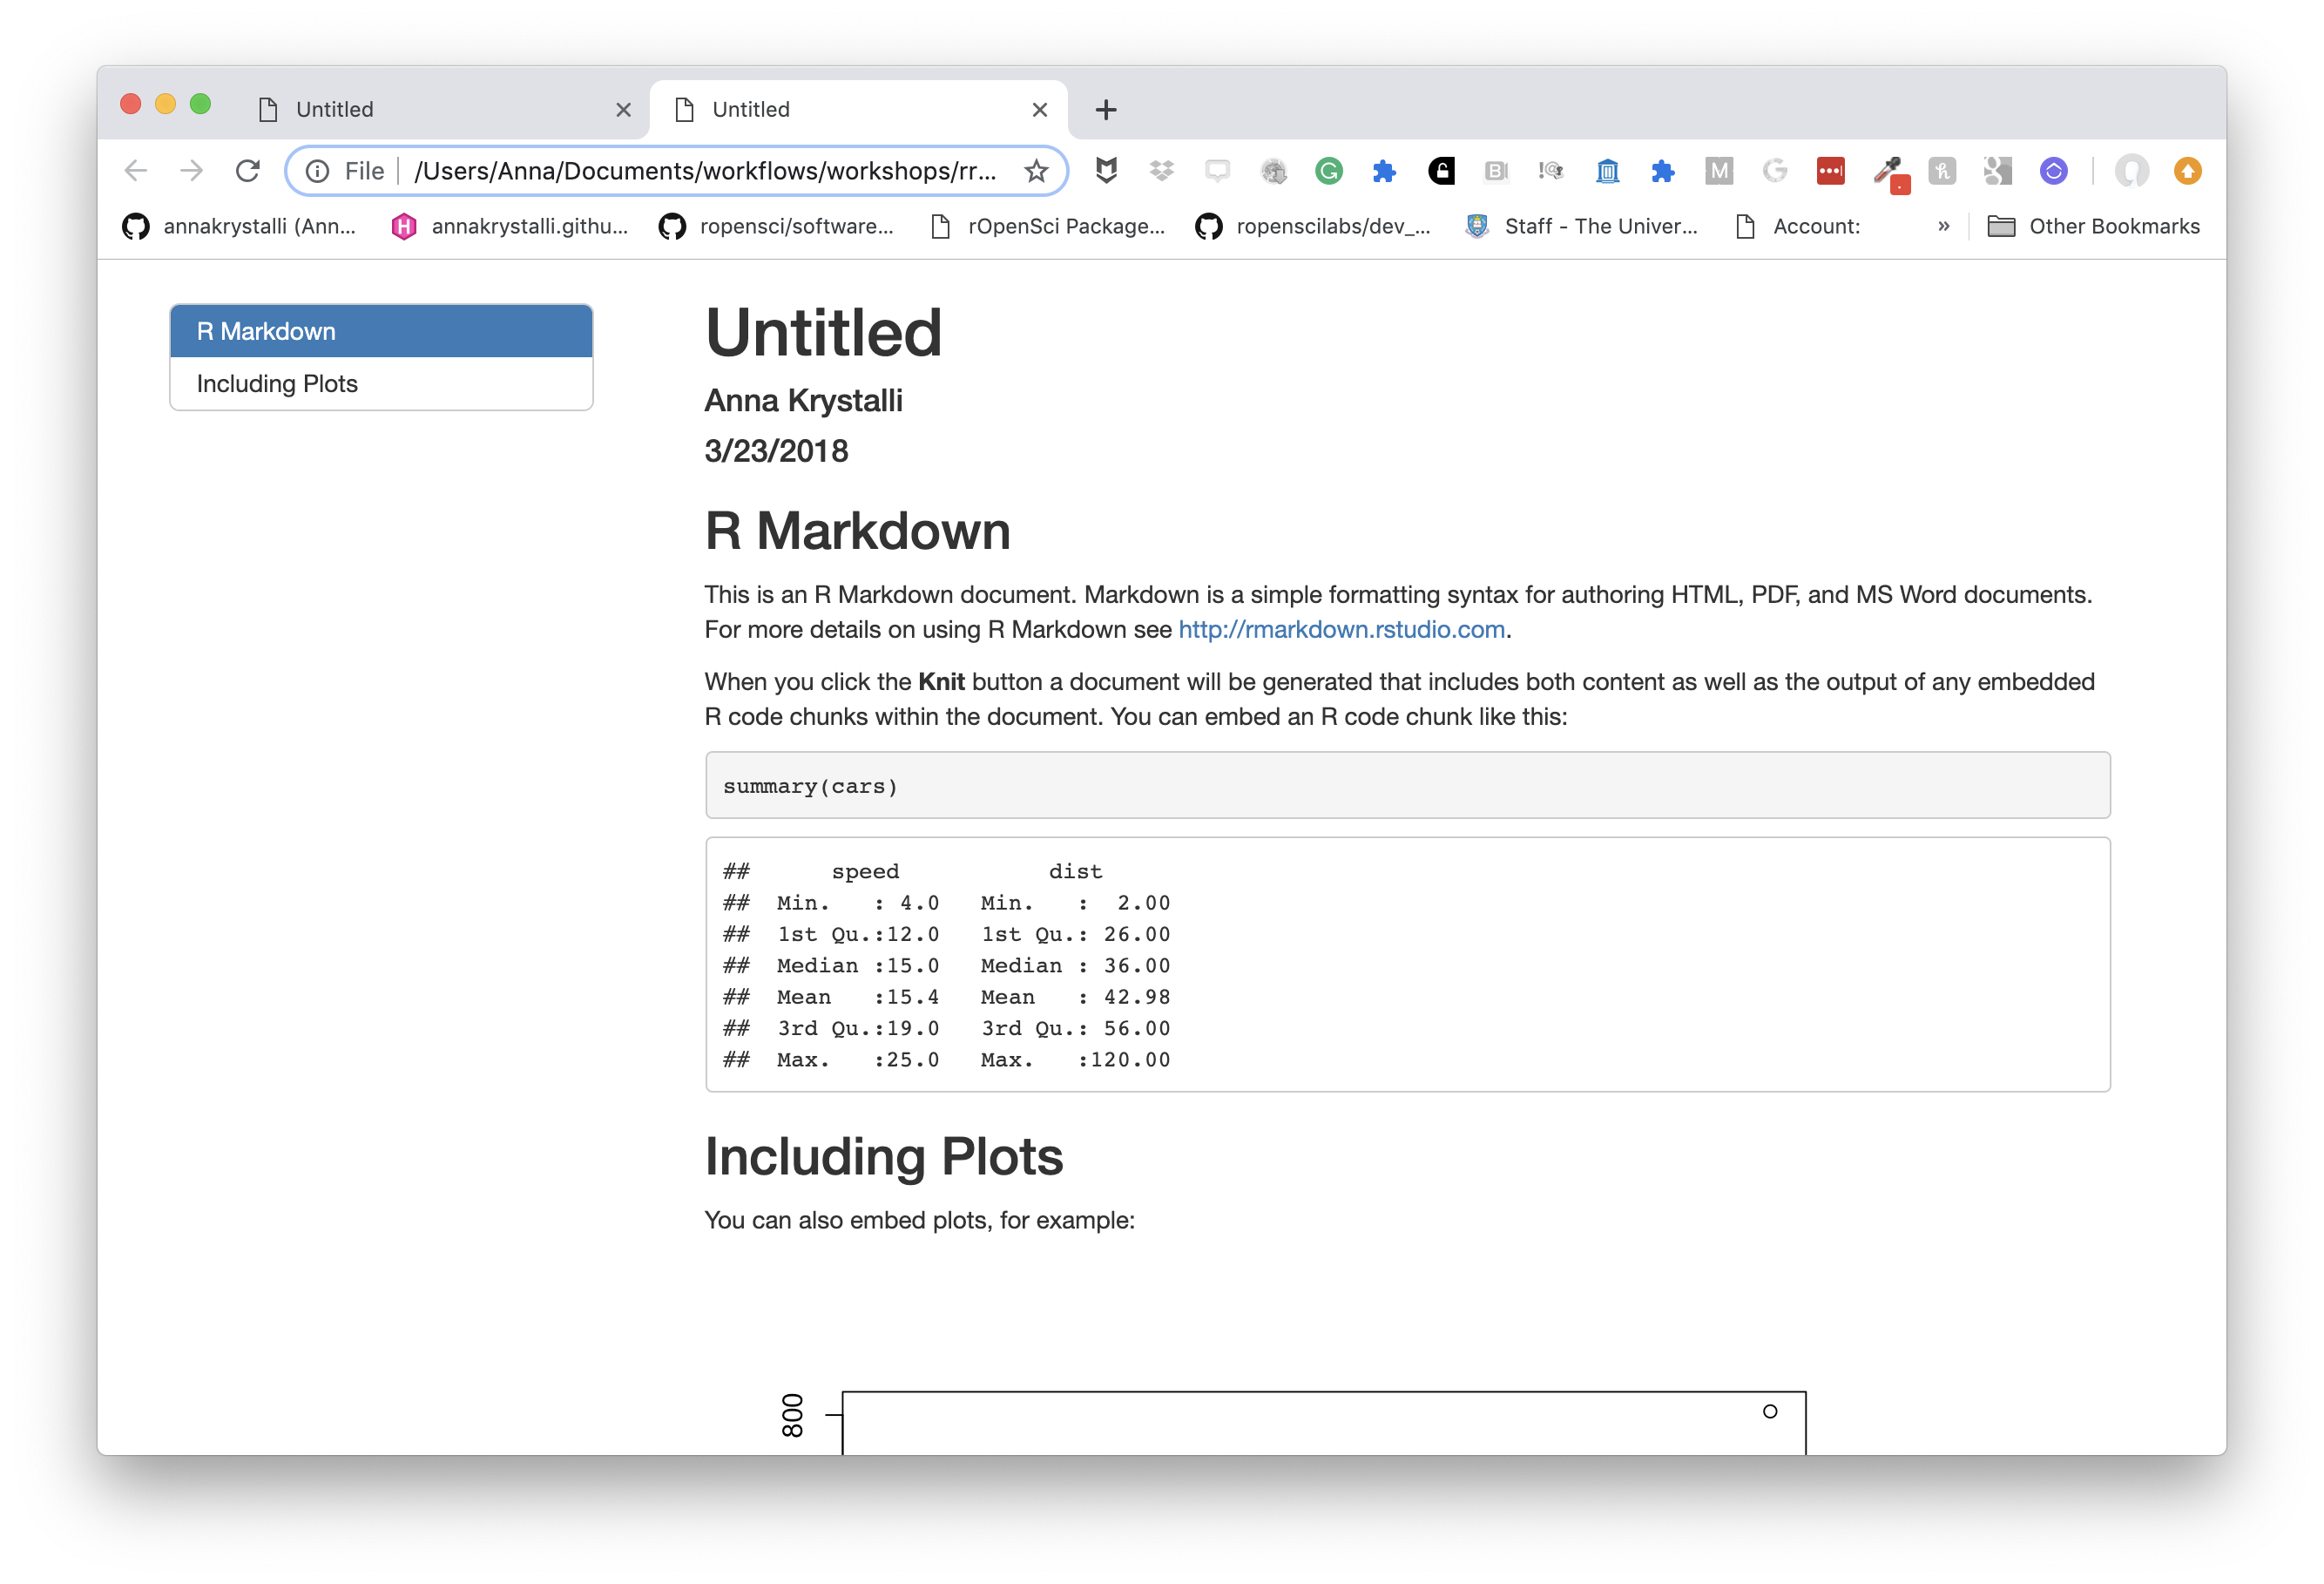 Untitled
Untitled
File
/Users/Anna/Documents/workflows/workshops/rr...
annakrystalli (Ann...
annakrystalli.githu...
ropensci/software...
rOpenSci Package...
ropenscilabs/dev_...
Staff - The Univer...
Account:
»
Other Bookmarks
R Markdown
Including Plots
Untitled
Anna Krystalli
3/23/2018
R Markdown
This is an R Markdown document. Markdown is a simple formatting syntax for authoring HTML, PDF, and MS Word documents.
For more details on using R Markdown see http://rmarkdown.rstudio.com.
When you click the Knit button a document will be generated that includes both content as well as the output of any embedded
R code chunks within the document. You can embed an R code chunk like this:
summary(cars)
##      speed           dist
##  Min.   : 4.0   Min.   :  2.00
##  1st Qu.:12.0   1st Qu.: 26.00
##  Median :15.0   Median : 36.00
##  Mean   :15.4   Mean   : 42.98
##  3rd Qu.:19.0   3rd Qu.: 56.00
##  Max.   :25.0   Max.   :120.00
Including Plots
You can also embed plots, for example:
800